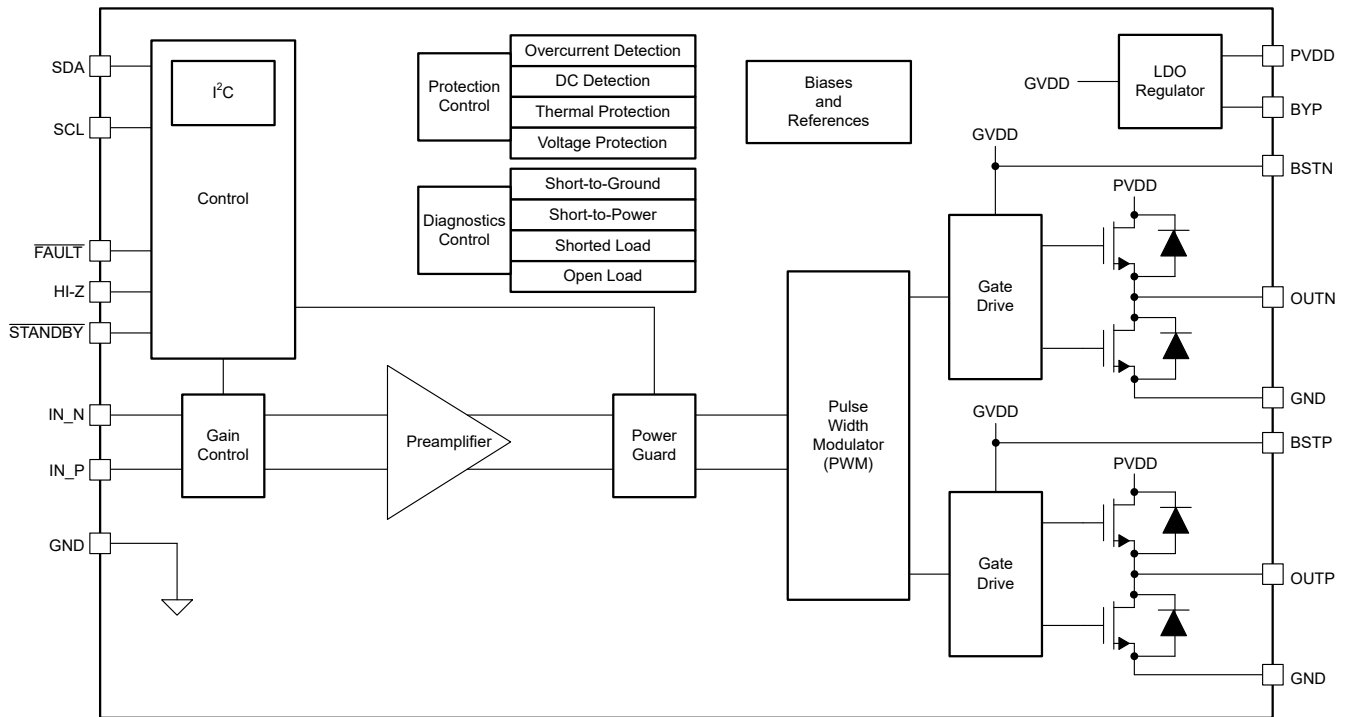 SDA
SCL
FAULT
HI-Z
STANDBY
IN_N
IN_P
GND
I²C
Control
Gain
Control
Protection
Control
Overcurrent Detection
DC Detection
Thermal Protection
Voltage Protection
Diagnostics
Control
Short-to-Ground
Short-to-Power
Shorted Load
Open Load
Preamplifier
Power
Guard
Biases
and
References
Pulse
Width
Modulator
(PWM)
GVDD
LDO
Regulator
PVDD
BYP
GVDD
BSTN
Gate
Drive
PVDD
OUTN
GND
GVDD
BSTP
Gate
Drive
PVDD
OUTP
GND